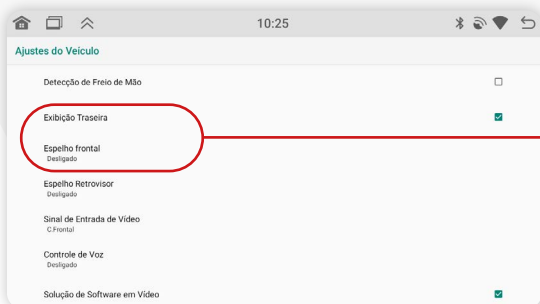 10:25
Ajustes do Veículo
Detecção de Freio de Mão
Exibição Traseira
Espelho frontal
Desligado
Espelho Retrovisor
Desligado
Sinal de Entrada de Vídeo
C.Frontal
Controle de Voz
Desligado
Solução de Software em Vídeo